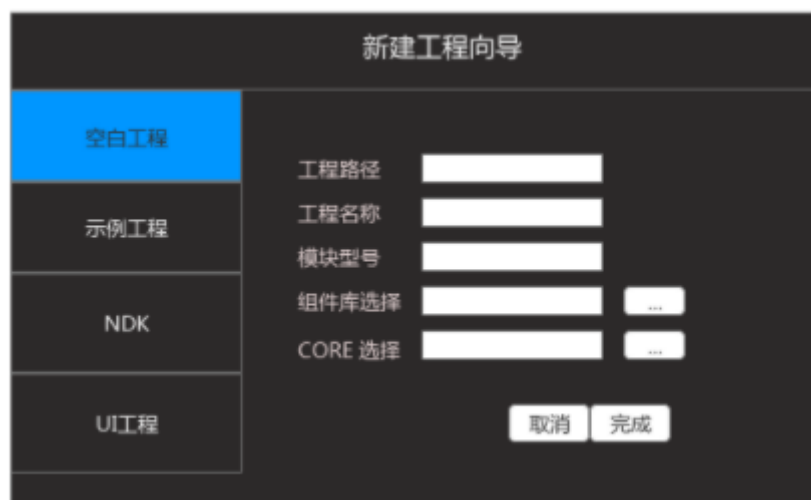 新建工程向导
空白工程
示例工程
NDK
UI工程
工程路径
工程名称
模块型号
组件库选择 ...
CORE 选择 ...
取消 完成